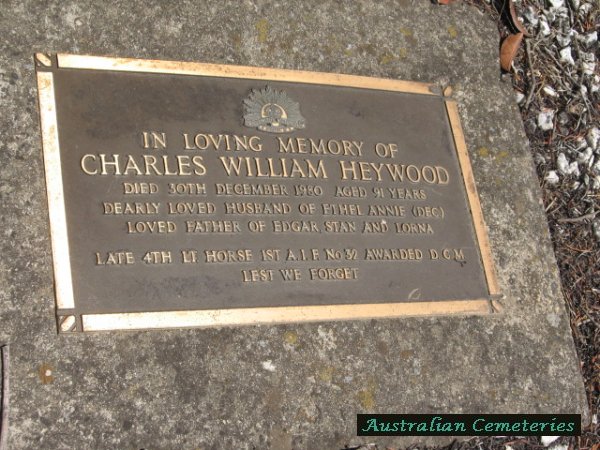 IN LOVING MEMORY OF
CHARLES WILLIAM HEYWOOD
DIED 30TH DECEMBER 1980 AGED 91 YEARS
DEARLY LOVED HUSBAND OF ETHEL ANNIE (DEC)
LOVED FATHER OF EDGAR, STAN AND LORNA
LATE 4TH LT HORSE 1ST A.I.F. No 32 AWARDED D.C.M.
LEST WE FORGET
Australian Cemeteries